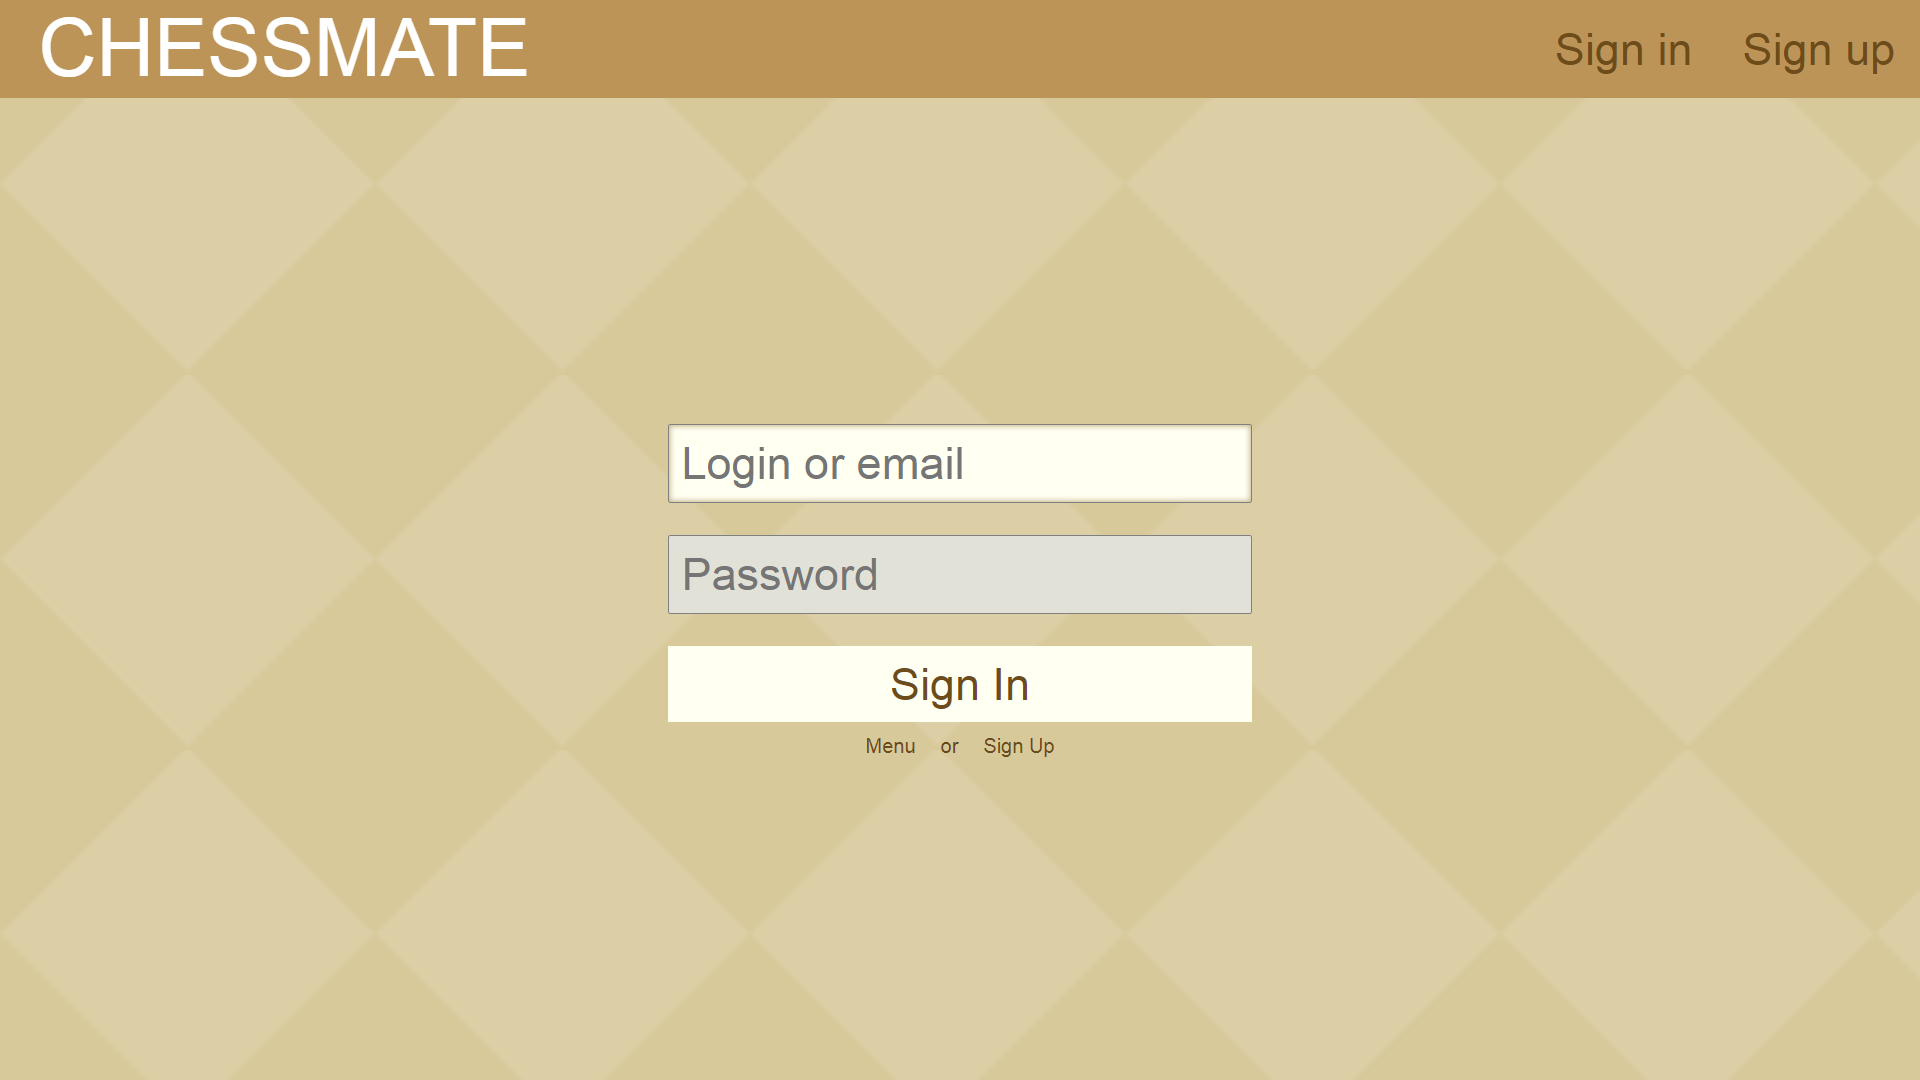 CHESSMATE Sign in Sign up
Login or email
Password
Sign In
Menu or Sign Up